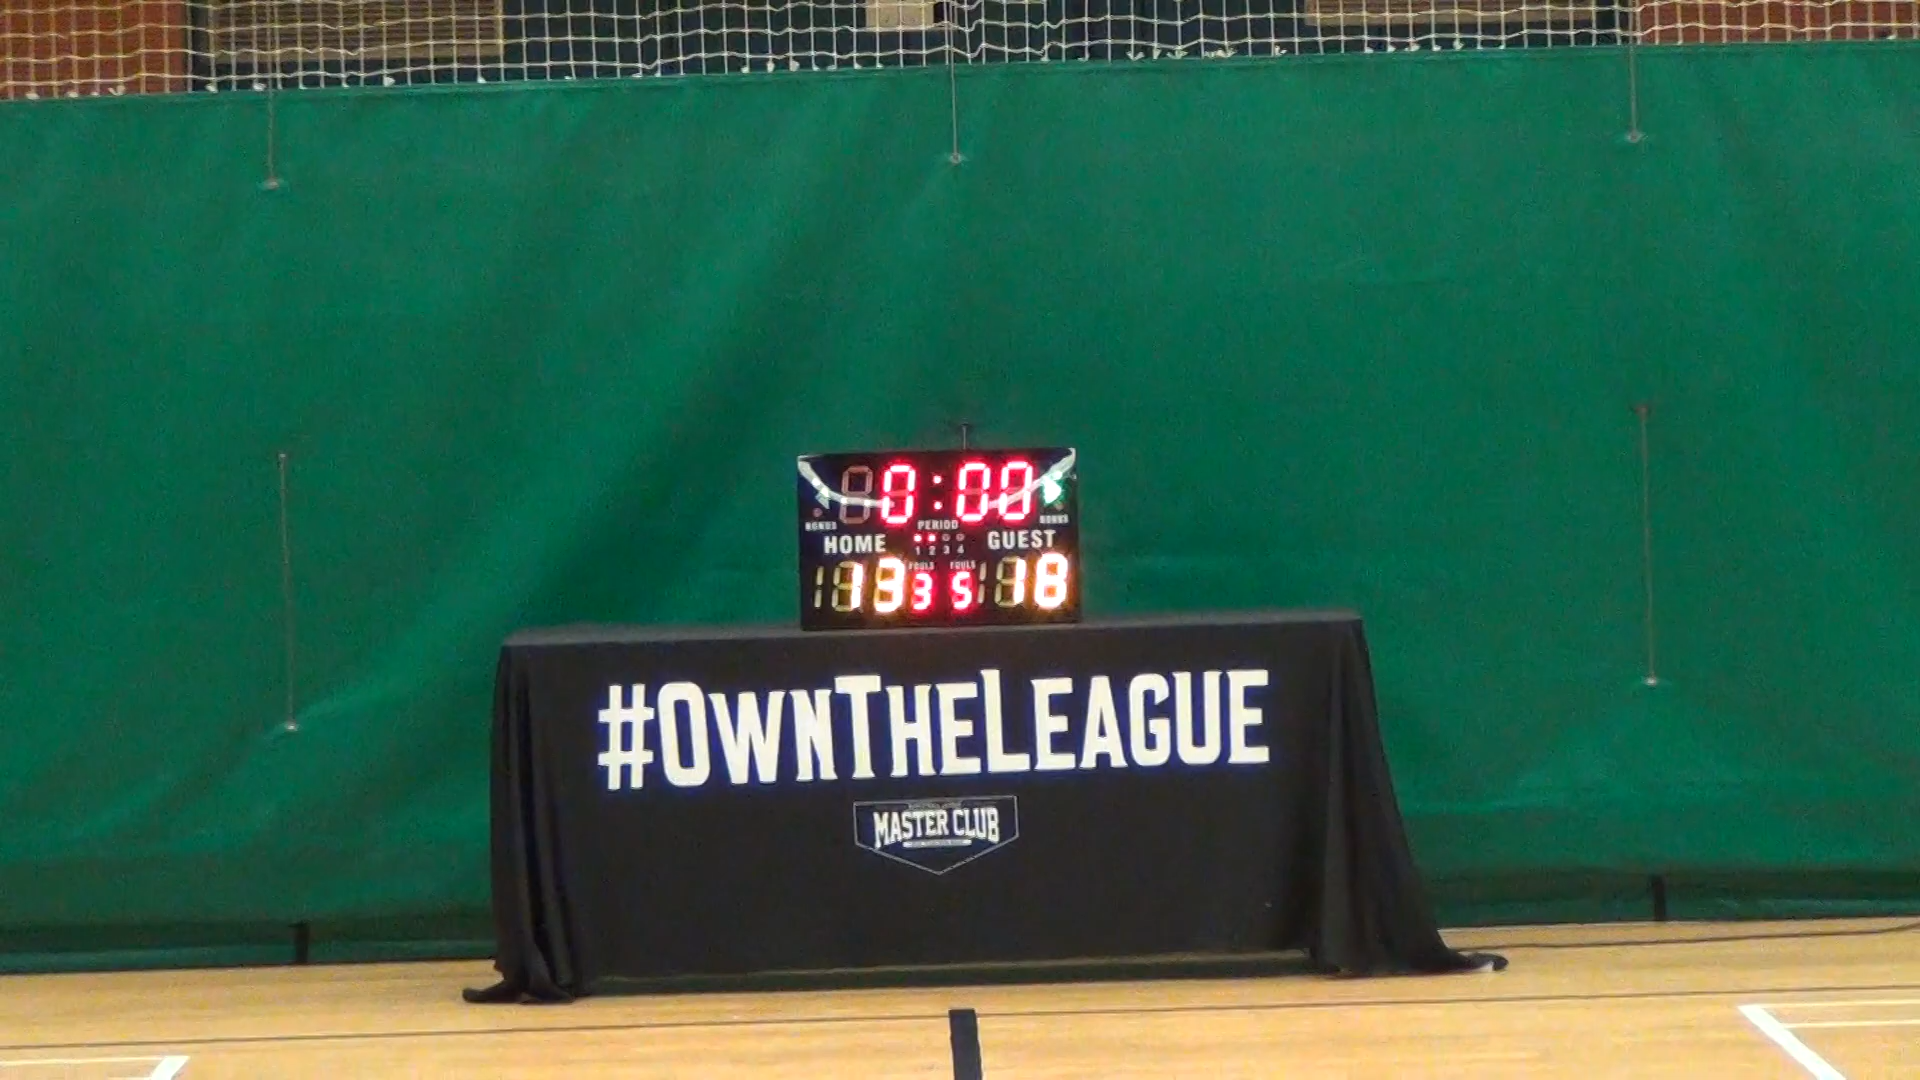 0:00
BONUS PERIOD BONUS
HOME 1 2 3 4 GUEST
FOULS FOULS
13 3 5 18
#OWNTHELEAGUE
MASTER CLUB